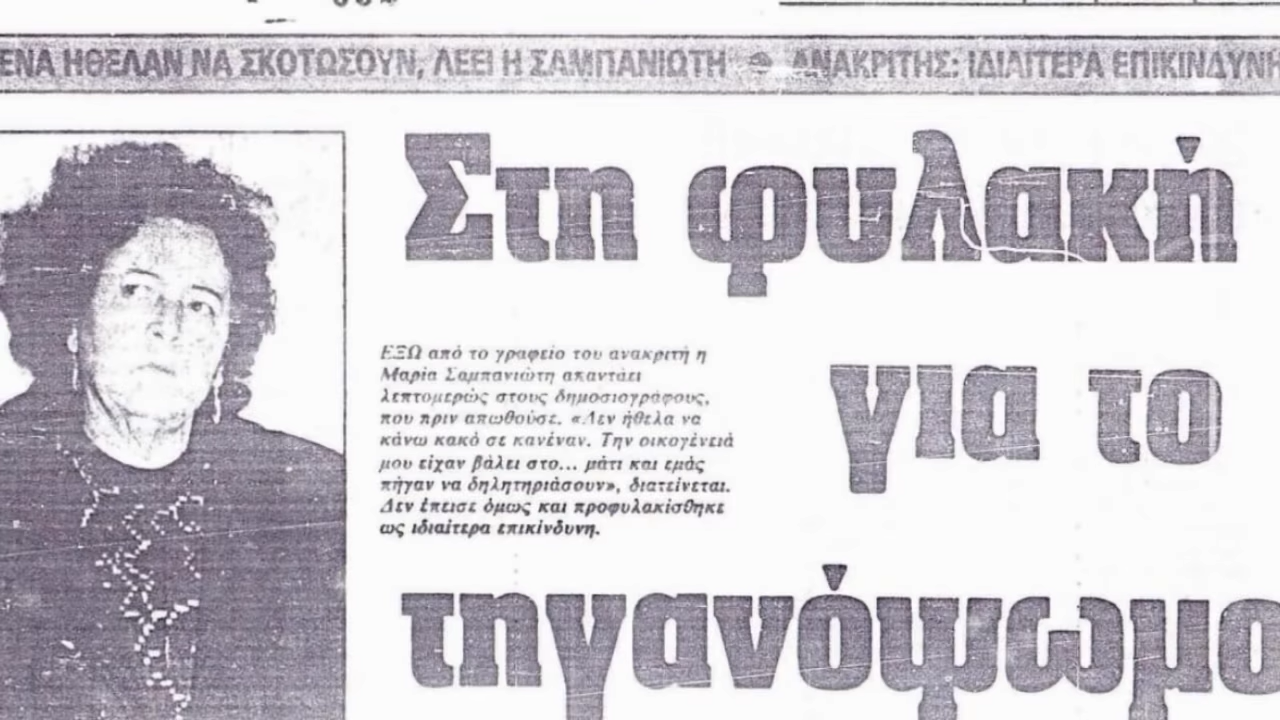 ΕΝΑ ΗΘΕΛΑΝ ΝΑ ΣΚΟΤΩΣΟΥΝ, ΛΕΕΙ Η ΣΑΜΠΑΝΙΩΤΗ ΑΝΑΚΡΙΤΗΣ: ΙΔΙΑΙΤΕΡΑ ΕΠΙΚΙΝΔΥΝΗ
Στη φυλακή
ΕΞΩ από το γραφείο του ανακριτή η
Μαρία Σαμπανιώτη απαντάει
λεπτομερώς στους δημοσιογράφους,
που πριν απωθούσε. «Δεν ήθελα να
κάνω κακό σε κανέναν. Την οικογένειά
μου είχαν βάλει στο... μάτι και εμάς
πήγαν να δηλητηριάσουν», διατείνεται.
Δεν έπεισε όμως και προφυλακίσθηκε
ως ιδιαίτερα επικίνδυνη.
για το
τηγανόψωμο